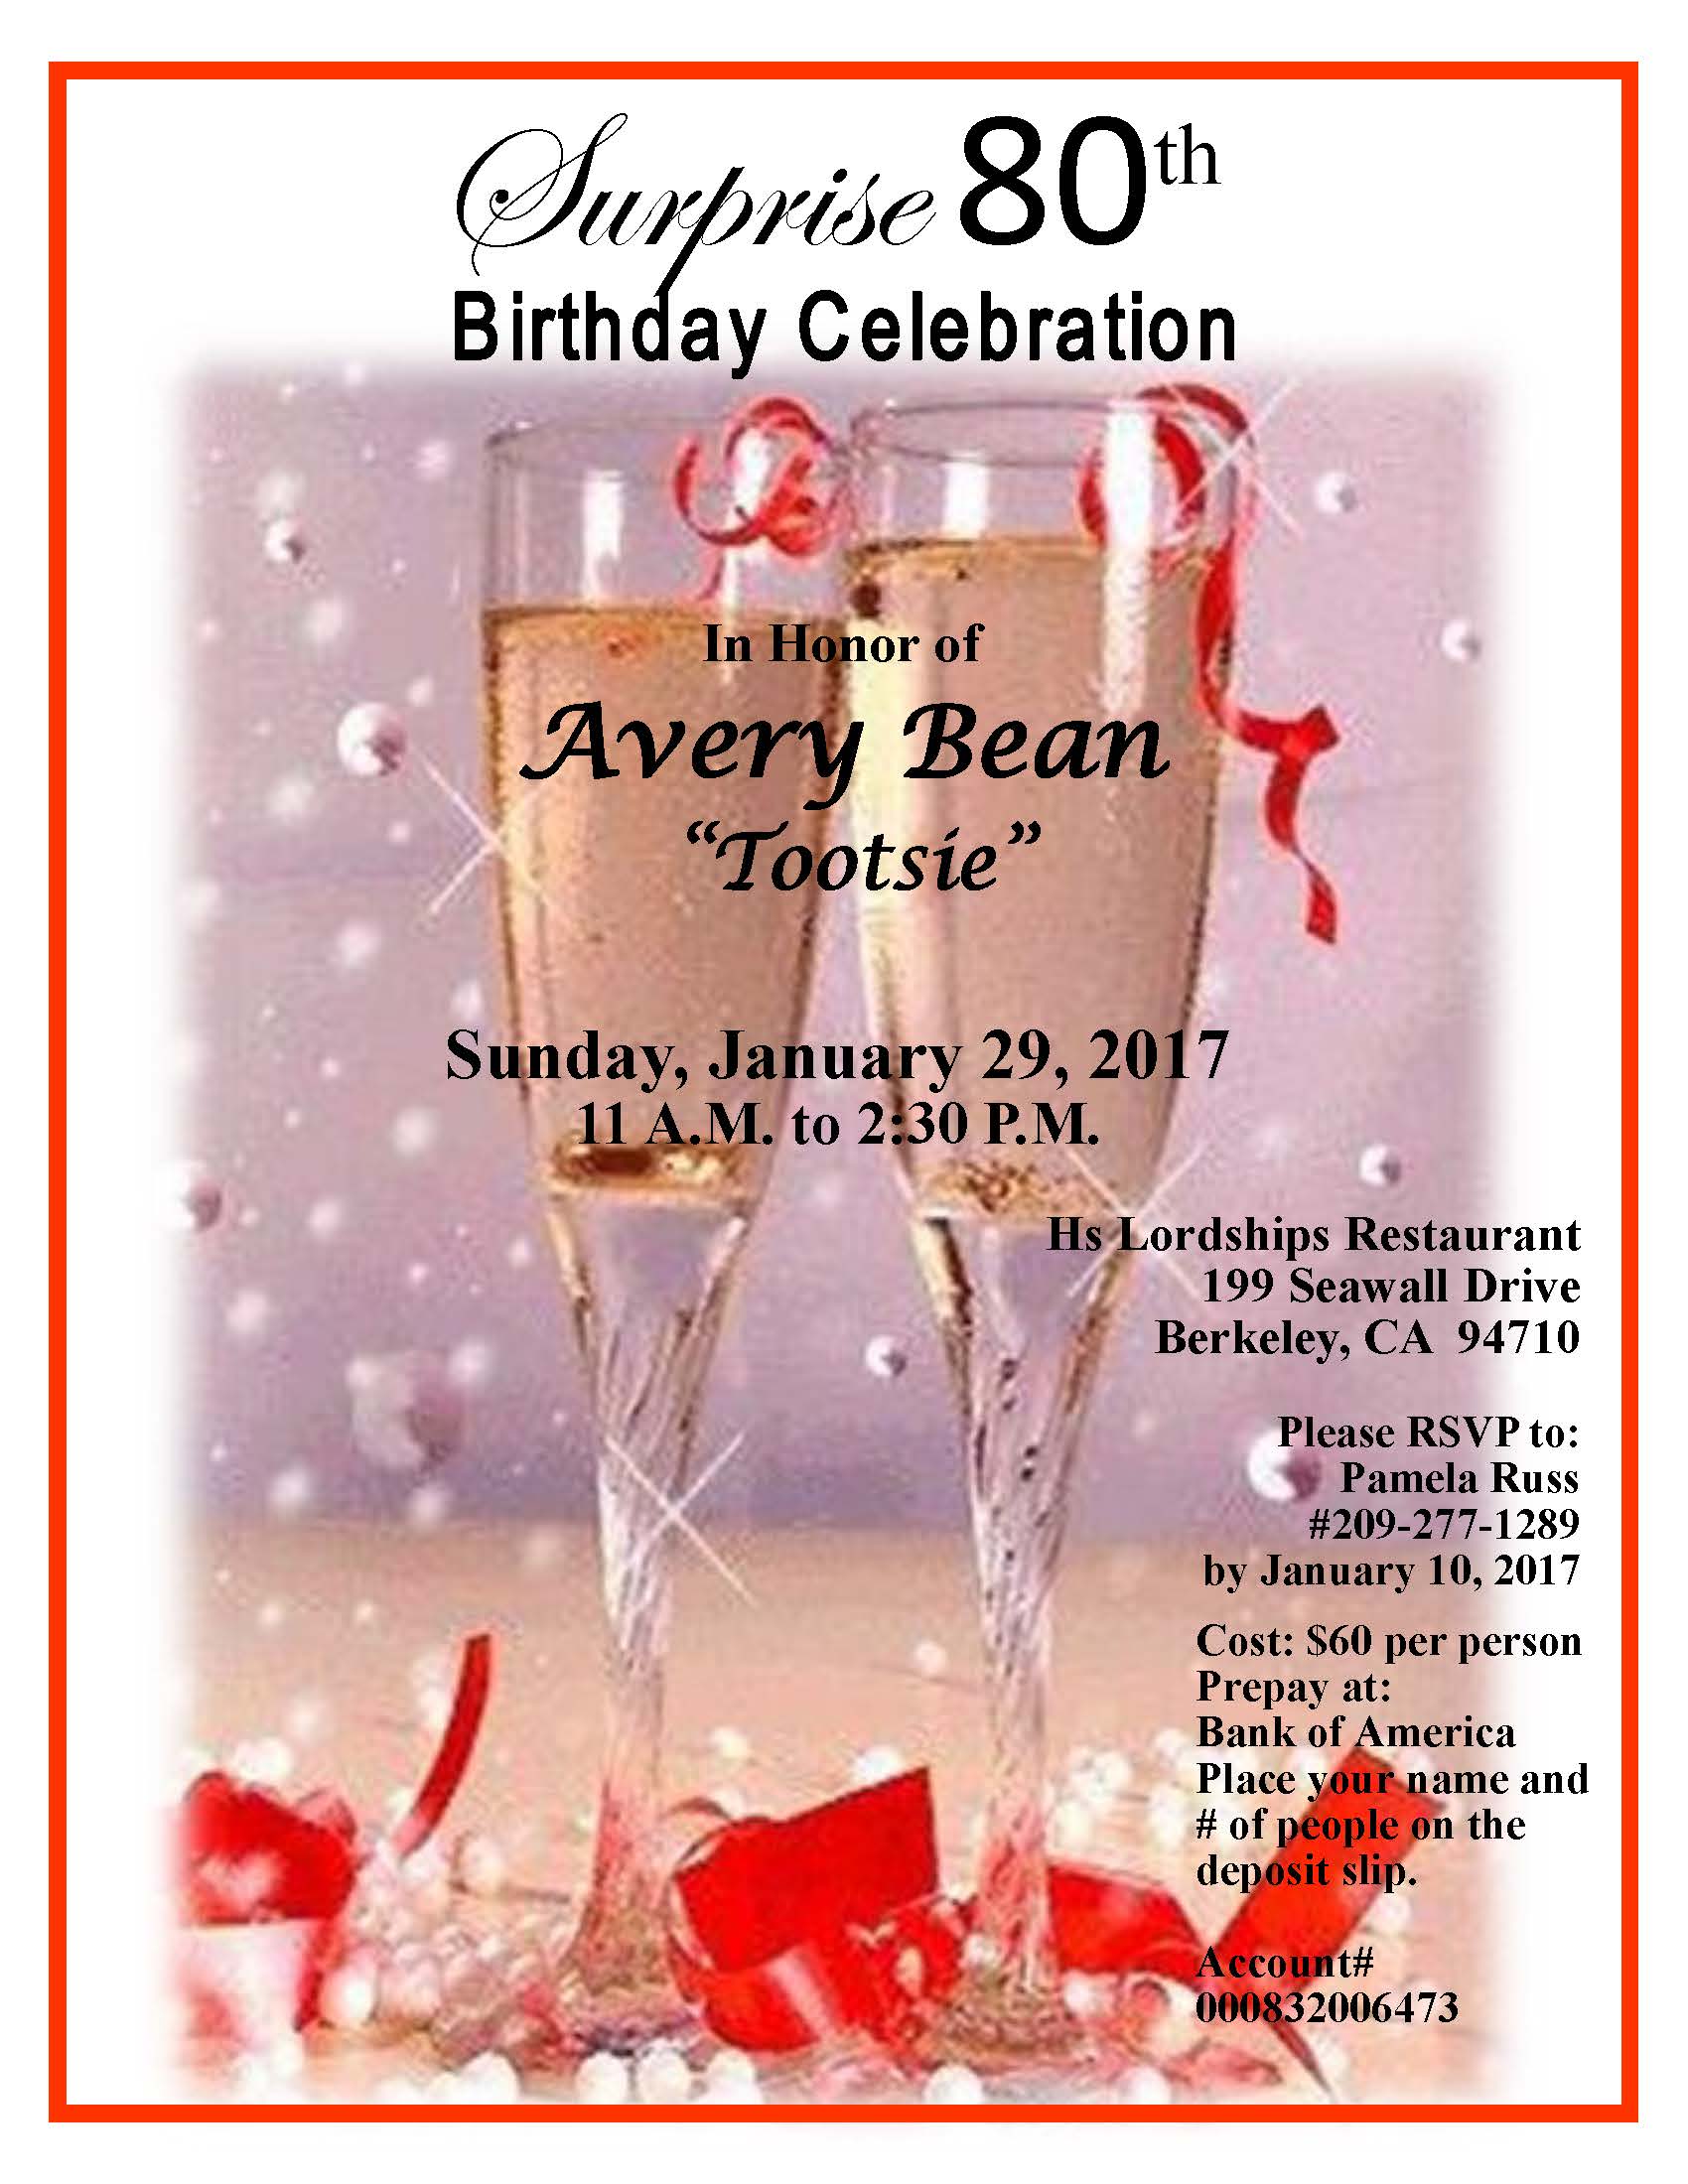 Surprise 80th
Birthday Celebration
In Honor of
Avery Bean
“Tootsie”
Sunday, January 29, 2017
11 A.M. to 2:30 P.M.
Hs Lordships Restaurant
199 Seawall Drive
Berkeley, CA 94710
Please RSVP to:
Pamela Russ
#209-277-1289
by January 10, 2017
Cost: $60 per person
Prepay at:
Bank of America
Place your name and
# of people on the
deposit slip.
Account#
000832006473